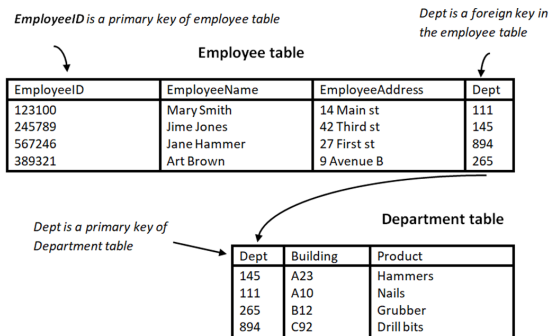 EmployeeID is a primary key of employee table
Dept is a foreign key in
the employee table
Employee table
EmployeeID EmployeeName EmployeeAddress Dept
123100 Mary Smith 14 Main st 111
245789 Jime Jones 42 Third st 145
567246 Jane Hammer 27 First st 894
389321 Art Brown 9 Avenue B 265
Dept is a primary key of
Department table
Department table
Dept Building Product
145 A23 Hammers
111 A10 Nails
265 B12 Grubber
894 C92 Drill bits